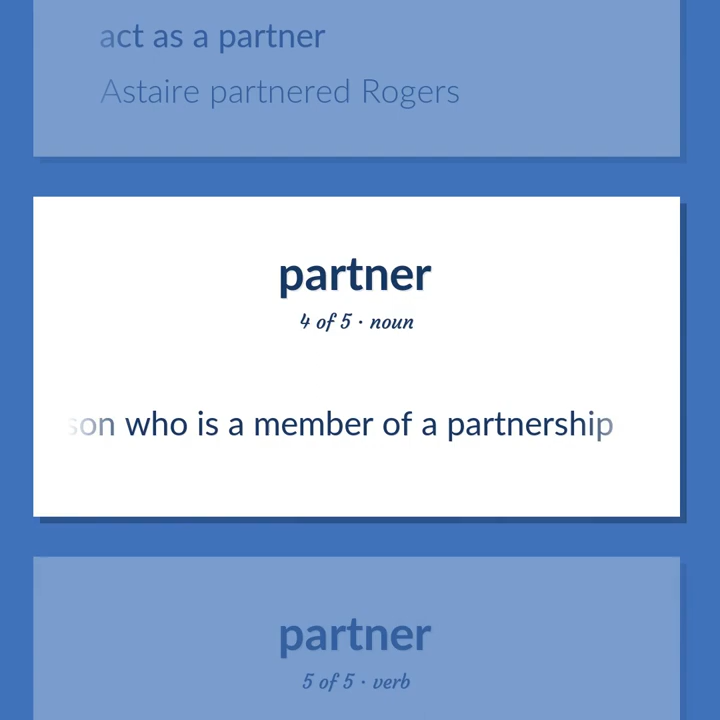 act as a partner
Astaire partnered Rogers
partner
4 of 5 · noun
son who is a member of a partnership
partner
5 of 5 · verb